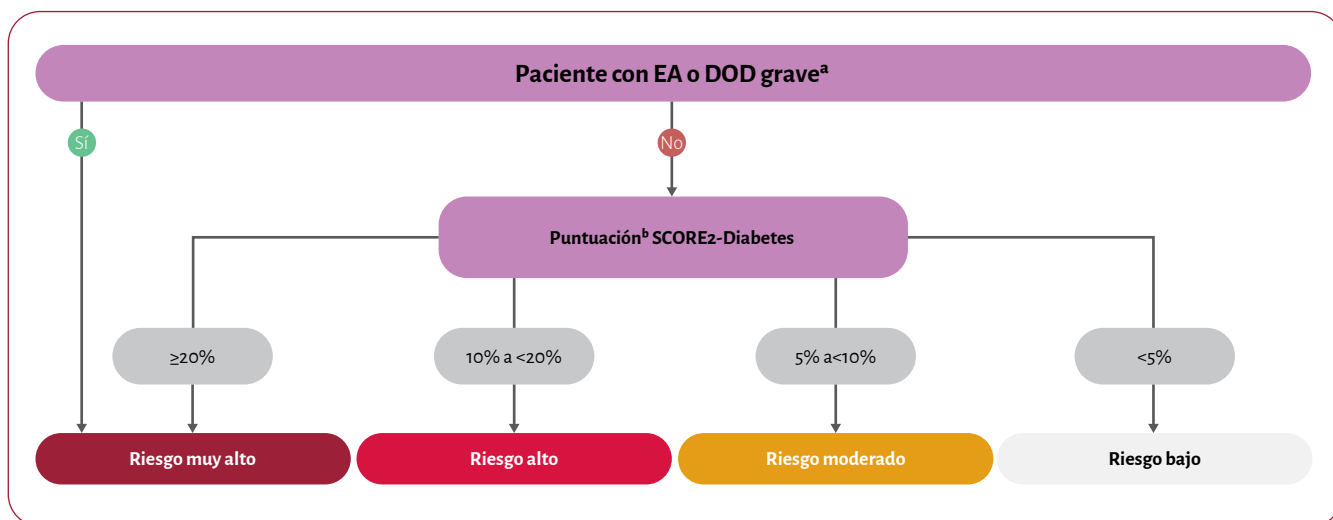 Paciente con EA o DOD graveᵃ
Sí
No
Puntuaciónᵇ SCORE2-Diabetes
≥20%
10% a <20%
5% a<10%
<5%
Riesgo muy alto
Riesgo alto
Riesgo moderado
Riesgo bajo